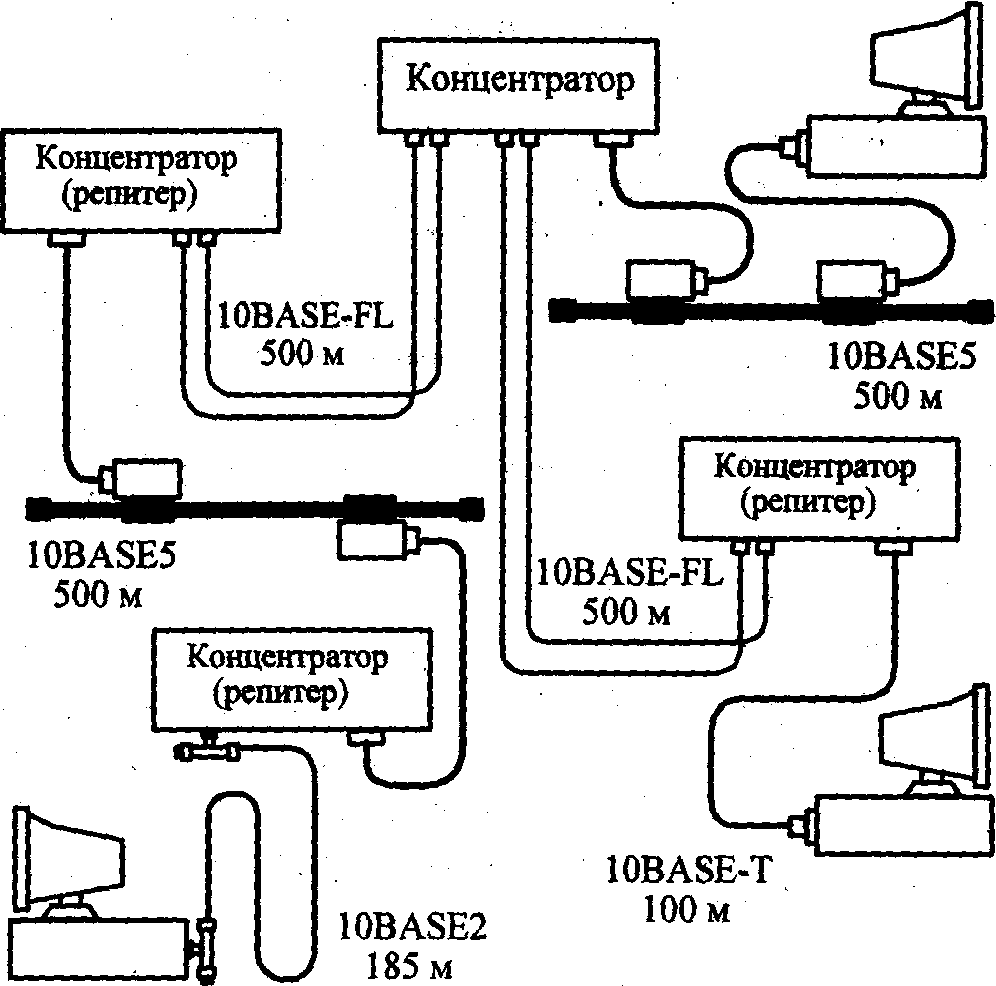 Концентратор
Концентратор
(репитер)
10BASE-FL
500 м
10BASE5
500 м
Концентратор
(репитер)
10BASE5
500 м
10BASE-FL
500 м
Концентратор
(репитер)
10BASE-T
100 м
10BASE2
185 м